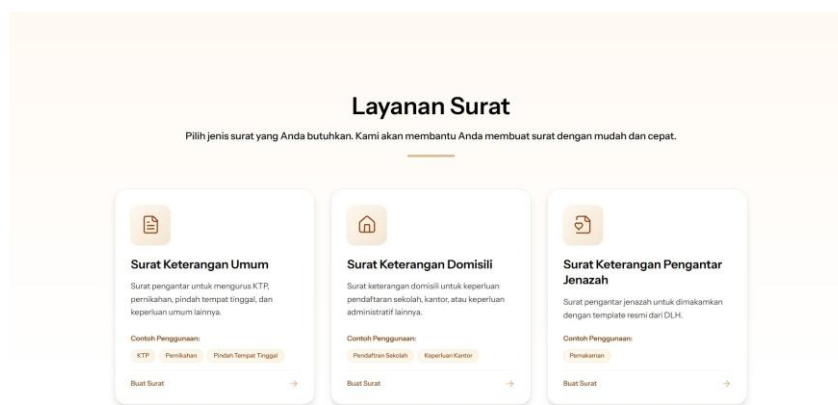 Layanan Surat
Pilih jenis surat yang Anda butuhkan. Kami akan membantu Anda membuat surat dengan mudah dan cepat.
Surat Keterangan Umum
Surat pengantar untuk mengurus KTP,
pernikahan, pindah tempat tinggal, dan
keperluan umum lainnya.
Contoh Penggunaan:
KTP Pernikahan Pindah Tempat Tinggal
Buat Surat →
Surat Keterangan Domisili
Surat keterangan domisili untuk keperluan
pendaftaran sekolah, kantor, atau keperluan
administratif lainnya.
Contoh Penggunaan:
Pendaftran Sekolah Keperluan Kantor
Buat Surat →
Surat Keterangan Pengantar
Jenazah
Surat pengantar jenazah untuk dimakamkan
dengan template resmi dari DLH.
Contoh Penggunaan:
Pemakaman
Buat Surat →